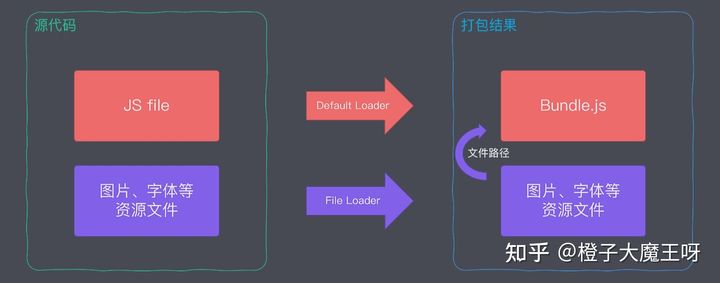 源代码
打包结果
JS file
Default Loader
Bundle.js
文件路径
图片、字体等
资源文件
File Loader
图片、字体等
资源文件
知乎 @橙子大魔王呀